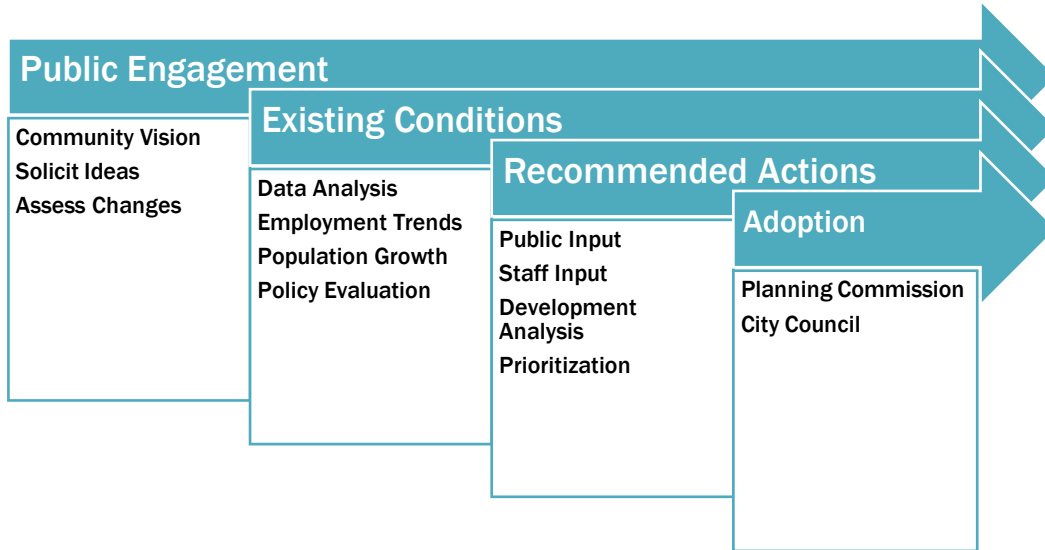 Public Engagement
Community Vision
Solicit Ideas
Assess Changes
Existing Conditions
Data Analysis
Employment Trends
Population Growth
Policy Evaluation
Recommended Actions
Public Input
Staff Input
Development
Analysis
Prioritization
Adoption
Planning Commission
City Council